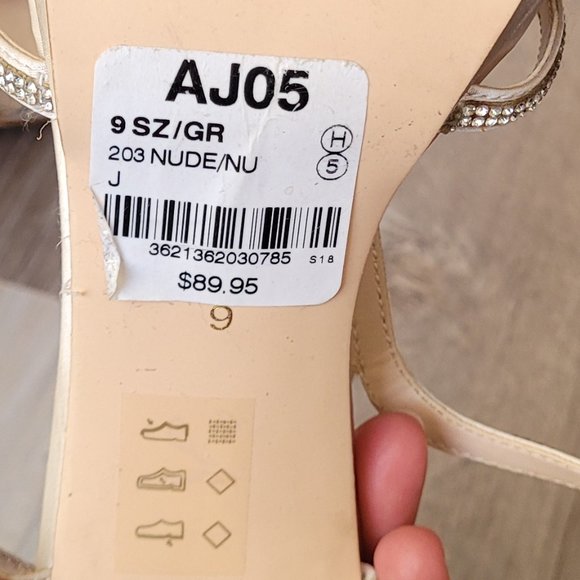 AJ05
9 SZ/GR
H
203 NUDE/NU
5
J
3621362030785 S18
$89.95
9